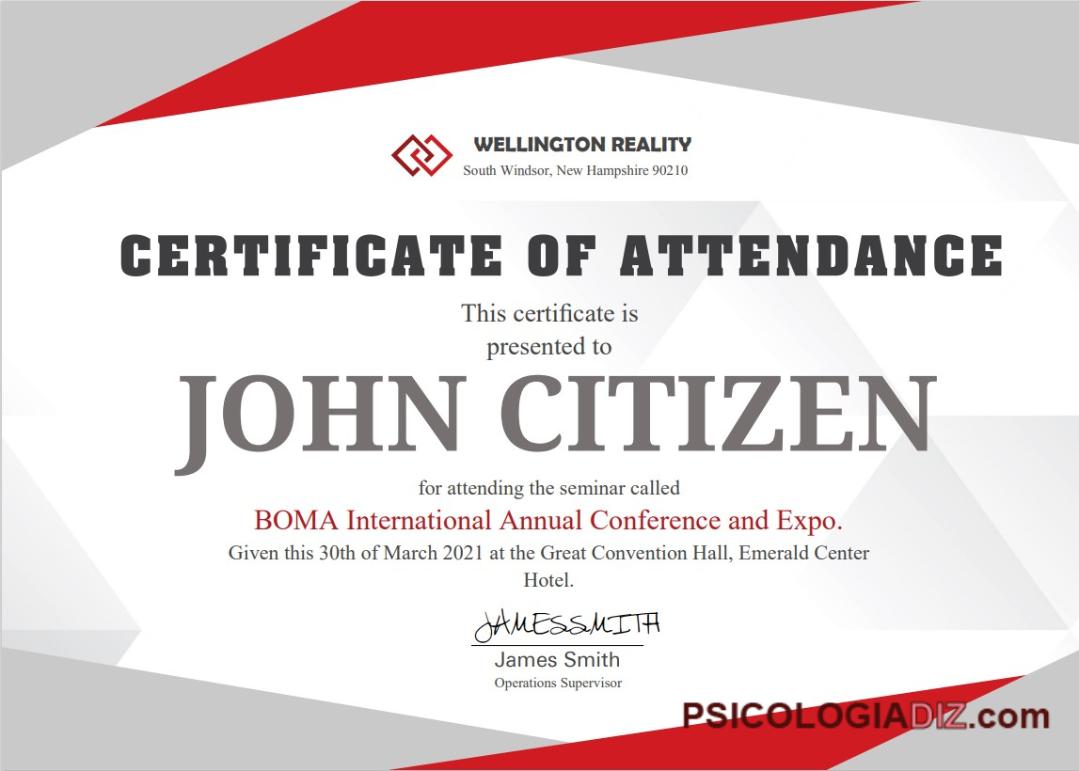 WELLINGTON REALITY
South Windsor, New Hampshire 90210
CERTIFICATE OF ATTENDANCE
This certificate is
presented to
JOHN CITIZEN
for attending the seminar called
BOMA International Annual Conference and Expo.
Given this 30th of March 2021 at the Great Convention Hall, Emerald Center
Hotel.
JAMESSMITH
James Smith
Operations Supervisor
PSICOLOGIADIZ.com